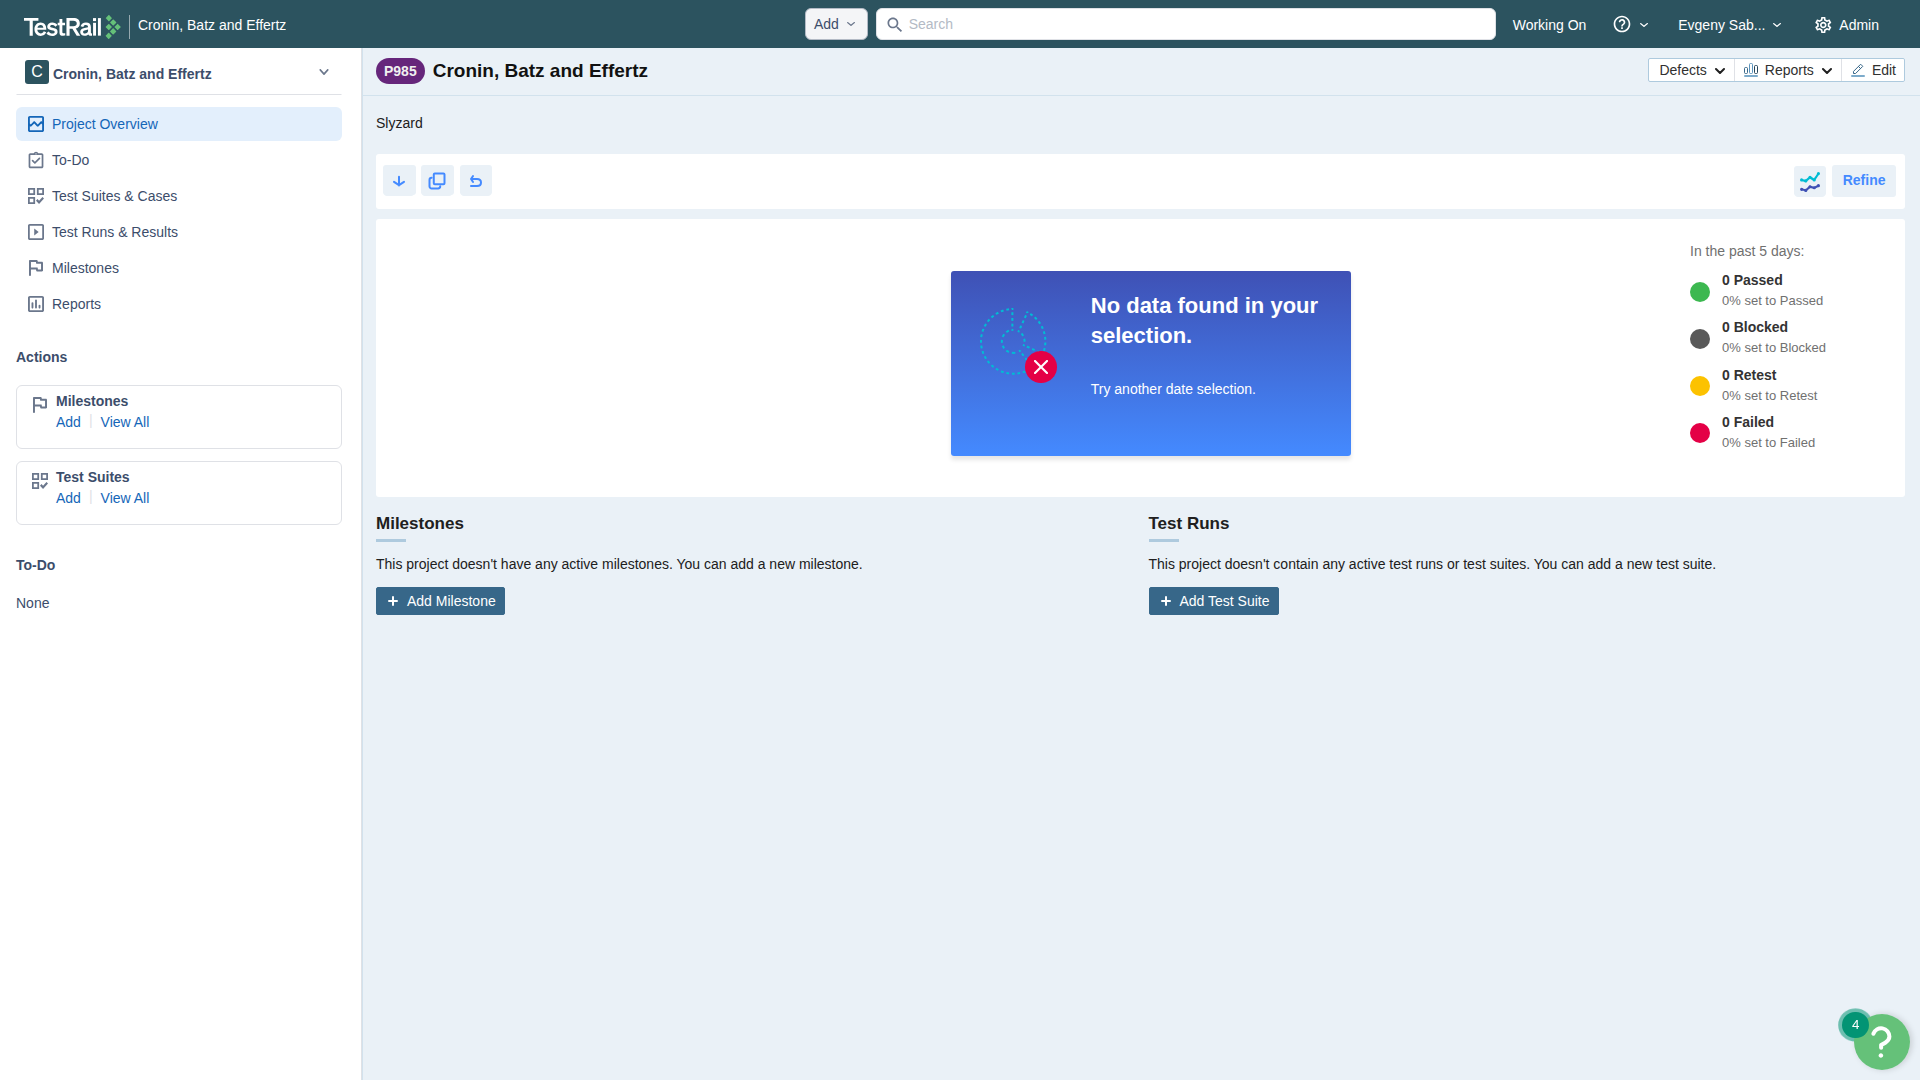 TestRail
Cronin, Batz and Effertz
Add
Search
Working On
Evgeny Sab...
Admin
C
Cronin, Batz and Effertz
Project Overview
To-Do
Test Suites & Cases
Test Runs & Results
Milestones
Reports
Actions
Milestones
Add
View All
Test Suites
Add
View All
To-Do
None
P985
Cronin, Batz and Effertz
Defects
Reports
Edit
Slyzard
Refine
No data found in your
selection.
Try another date selection.
In the past 5 days:
0 Passed
0% set to Passed
0 Blocked
0% set to Blocked
0 Retest
0% set to Retest
0 Failed
0% set to Failed
Milestones
This project doesn't have any active milestones. You can add a new milestone.
Add Milestone
Test Runs
This project doesn't contain any active test runs or test suites. You can add a new test suite.
Add Test Suite
4
?